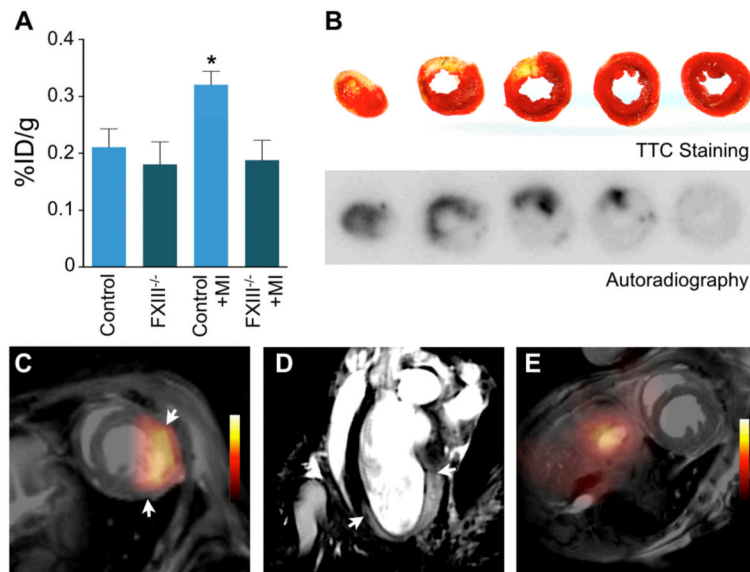 A
%ID/g
0.4
0.3
0.2
0.1
0
*
Control
FXIII-/-
Control
+MI
FXIII-/-
+MI
B
TTC Staining
Autoradiography
C
D
E